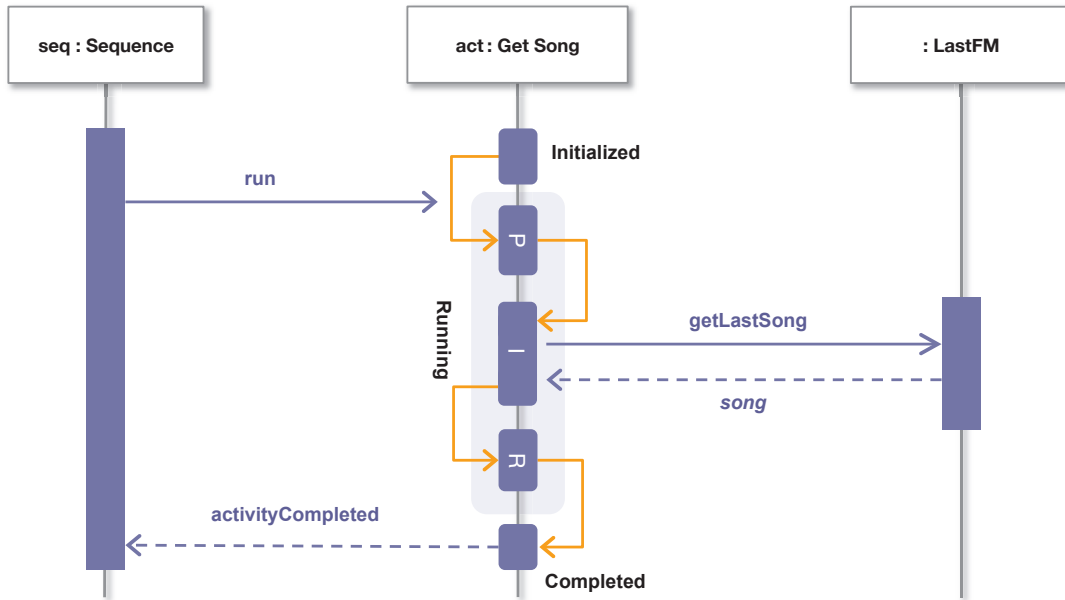 seq : Sequence
act : Get Song
: LastFM
Initialized
run
P
Running
getLastSong
I
song
R
activityCompleted
Completed